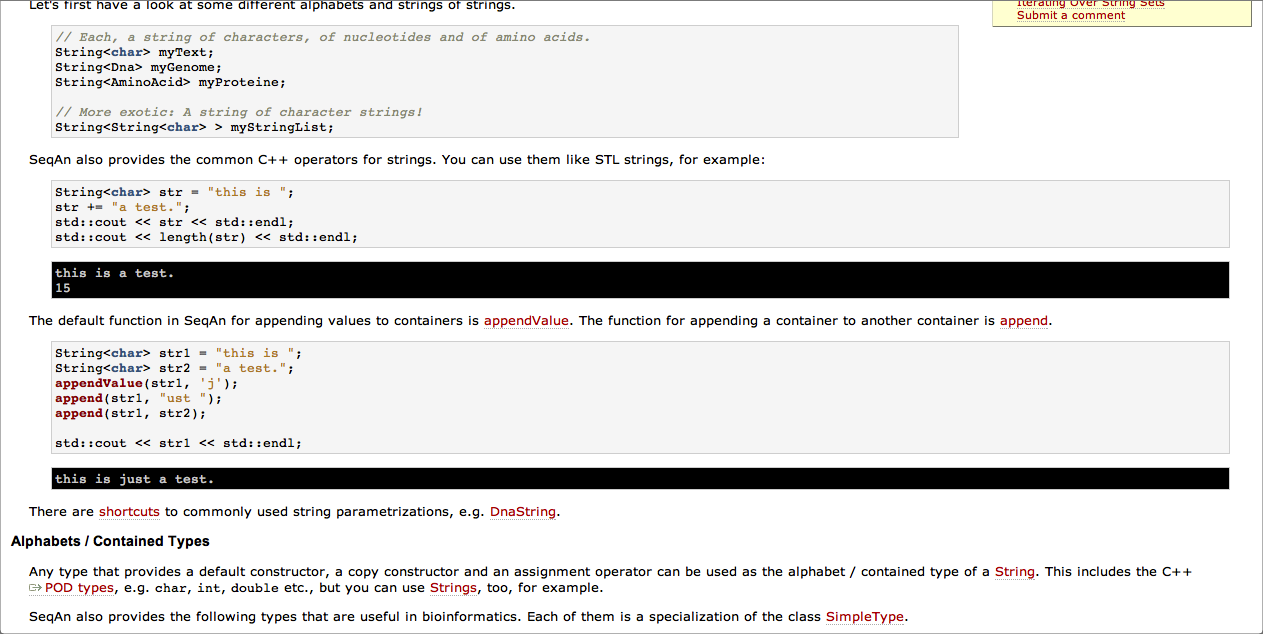 Let's first have a look at some different alphabets and strings of strings.
Iterating Over String Sets
Submit a comment
// Each, a string of characters, of nucleotides and of amino acids.
String<char> myText;
String<Dna> myGenome;
String<AminoAcid> myProteine;
// More exotic: A string of character strings!
String<String<char> > myStringList;
SeqAn also provides the common C++ operators for strings. You can use them like STL strings, for example:
String<char> str = "this is ";
str += "a test.";
std::cout << str << std::endl;
std::cout << length(str) << std::endl;
this is a test.
15
The default function in SeqAn for appending values to containers is appendValue. The function for appending a container to another container is append.
String<char> str1 = "this is ";
String<char> str2 = "a test.";
appendValue(str1, 'j');
append(str1, "ust ");
append(str1, str2);
std::cout << str1 << std::endl;
this is just a test.
There are shortcuts to commonly used string parametrizations, e.g. DnaString.
Alphabets / Contained Types
Any type that provides a default constructor, a copy constructor and an assignment operator can be used as the alphabet / contained type of a String. This includes the C++
POD types, e.g. char, int, double etc., but you can use Strings, too, for example.
SeqAn also provides the following types that are useful in bioinformatics. Each of them is a specialization of the class SimpleType.